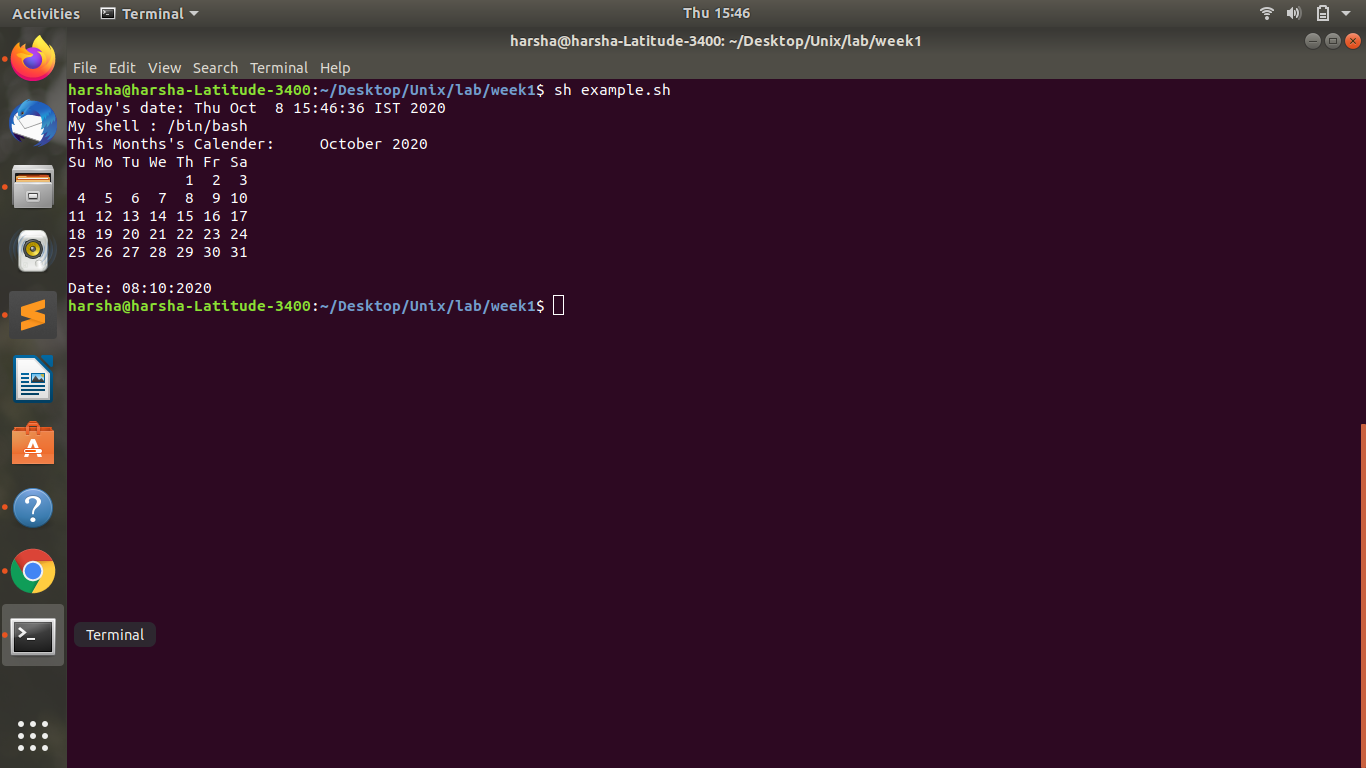 Activities Terminal Thu 15:46
harsha@harsha-Latitude-3400: ~/Desktop/Unix/lab/week1
File Edit View Search Terminal Help
harsha@harsha-Latitude-3400:~/Desktop/Unix/lab/week1$ sh example.sh
Today's date: Thu Oct  8 15:46:36 IST 2020
My Shell : /bin/bash
This Months's Calender:     October 2020
Su Mo Tu We Th Fr Sa
             1  2  3
 4  5  6  7  8  9 10
11 12 13 14 15 16 17
18 19 20 21 22 23 24
25 26 27 28 29 30 31
Date: 08:10:2020
harsha@harsha-Latitude-3400:~/Desktop/Unix/lab/week1$
Terminal